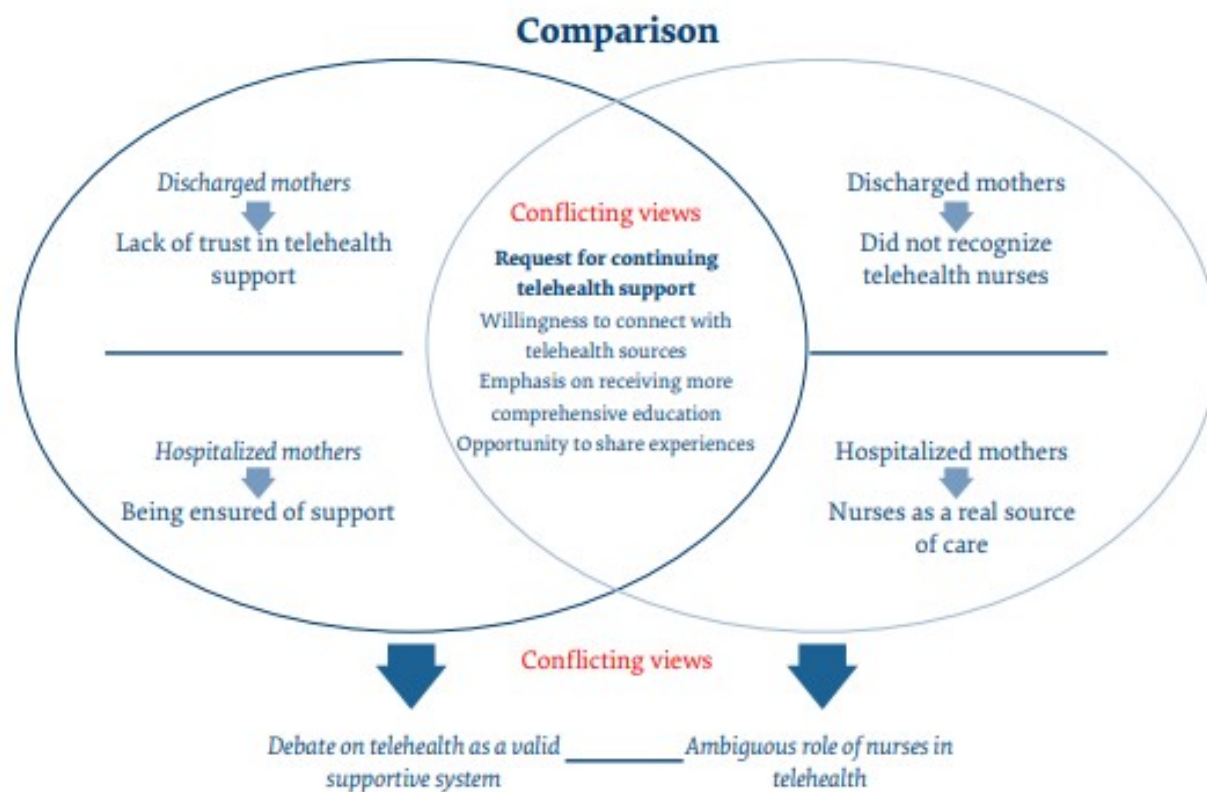 Comparison
Discharged mothers
Lack of trust in telehealth
support
Hospitalized mothers
Being ensured of support
Conflicting views
Request for continuing
telehealth support
Willingness to connect with
telehealth sources
Emphasis on receiving more
comprehensive education
Opportunity to share experiences
Discharged mothers
Did not recognize
telehealth nurses
Hospitalized mothers
Nurses as a real source
of care
Conflicting views
Debate on telehealth as a valid
supportive system
Ambiguous role of nurses in
telehealth